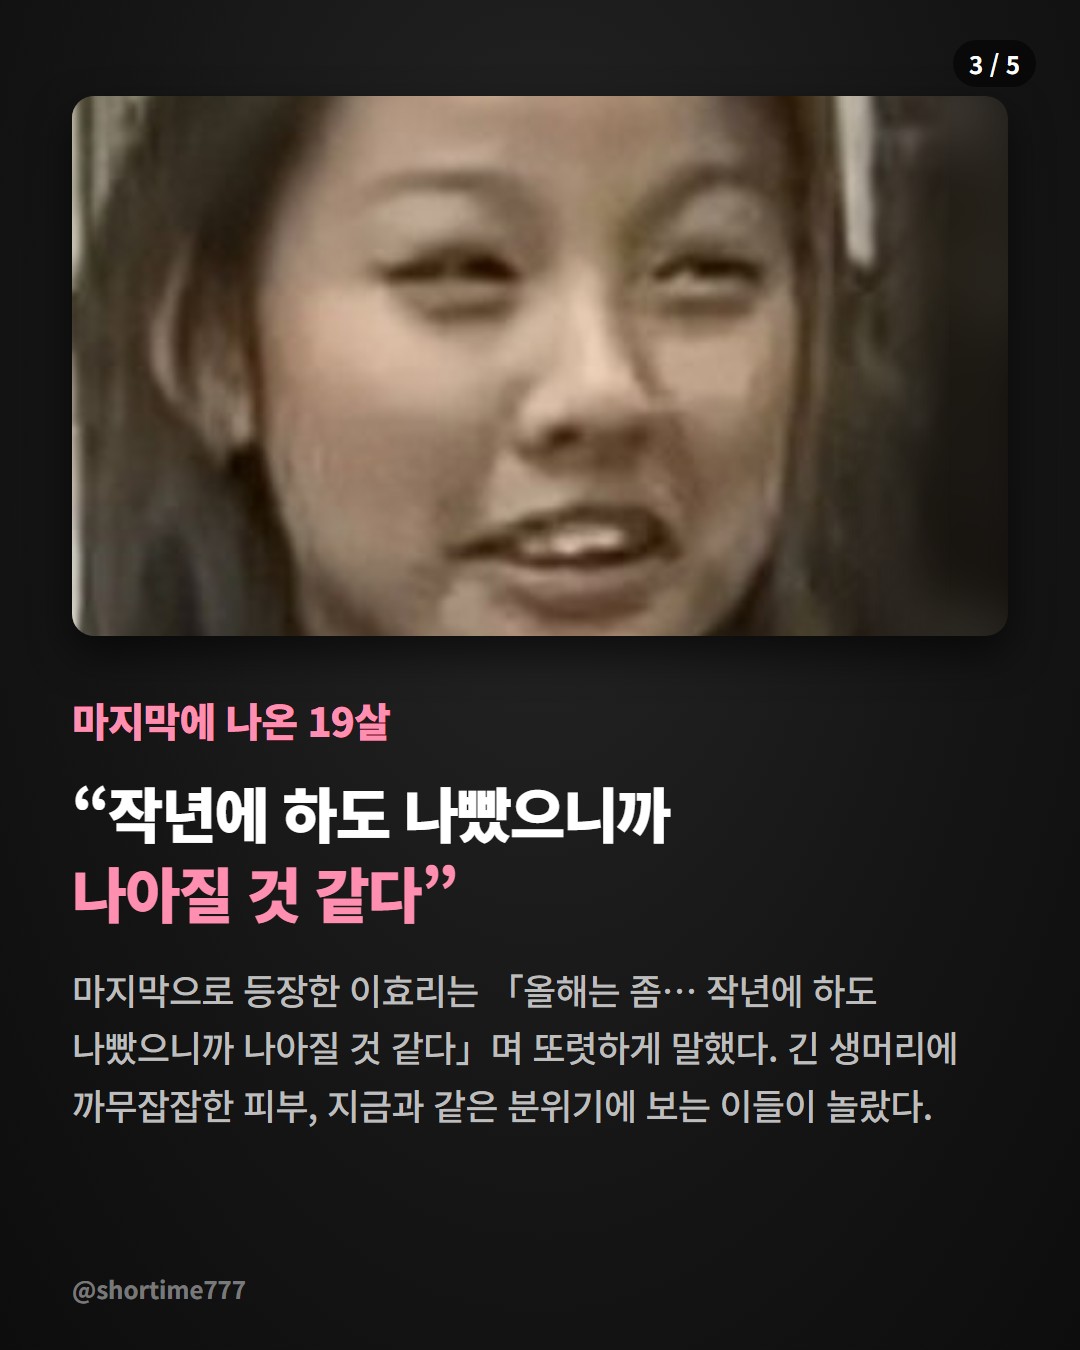 3 / 5
마지막에 나온 19살
“작년에 하도 나빴으니까
나아질 것 같다”
마지막으로 등장한 이효리는 「올해는 좀… 작년에 하도
나빴으니까 나아질 것 같다」며 또렷하게 말했다. 긴 생머리에
까무잡잡한 피부, 지금과 같은 분위기에 보는 이들이 놀랐다.
@shortime777